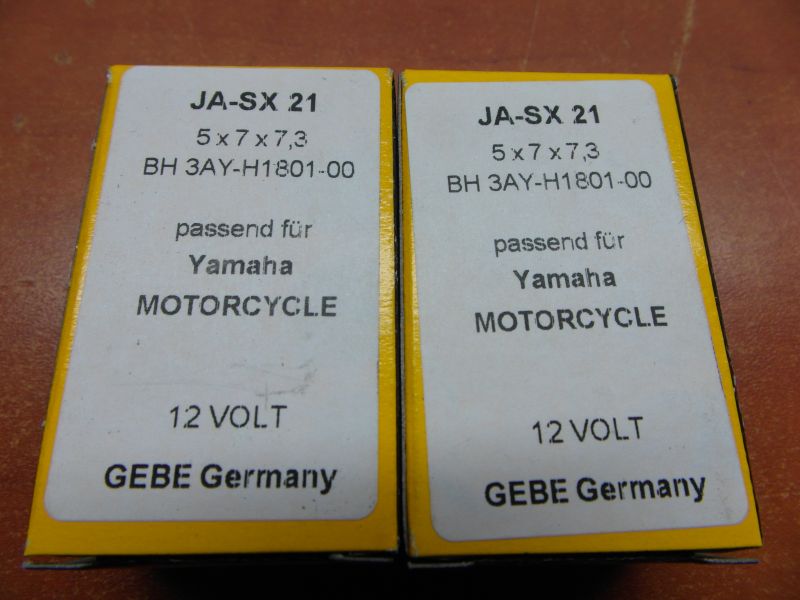 JA-SX 21
5 x 7 x 7,3
BH 3AY-H1801-00
passend für
Yamaha
MOTORCYCLE
12 VOLT
GEBE Germany
JA-SX 21
5 x 7 x 7,3
BH 3AY-H1801-00
passend für
Yamaha
MOTORCYCLE
12 VOLT
GEBE Germany